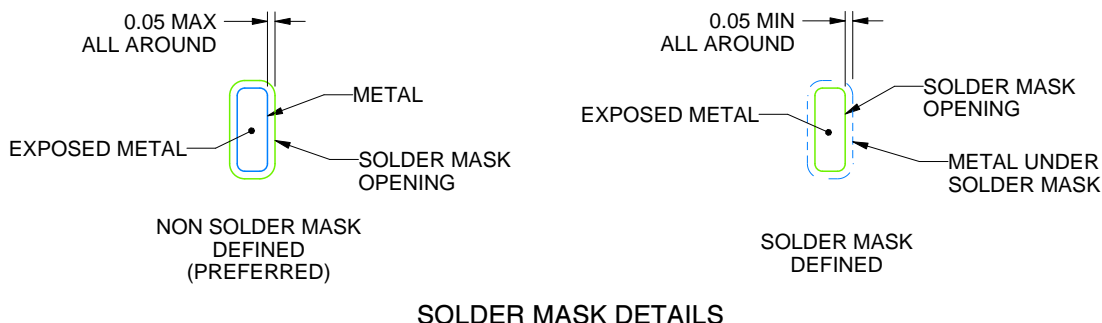 0.05 MAX
ALL AROUND
METAL
EXPOSED METAL
SOLDER MASK
OPENING
NON SOLDER MASK
DEFINED
(PREFERRED)
0.05 MIN
ALL AROUND
SOLDER MASK
OPENING
EXPOSED METAL
METAL UNDER
SOLDER MASK
SOLDER MASK
DEFINED
SOLDER MASK DETAILS